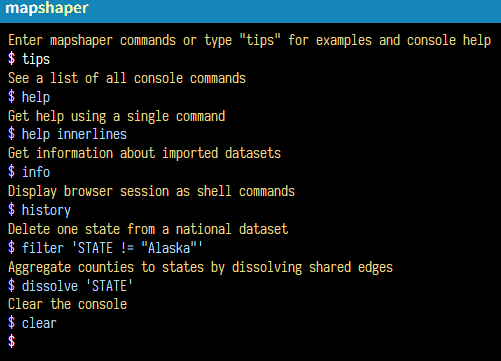 mapshaper
Enter mapshaper commands or type "tips" for examples and console help
$ tips
See a list of all console commands
$ help
Get help using a single command
$ help innerlines
Get information about imported datasets
$ info
Display browser session as shell commands
$ history
Delete one state from a national dataset
$ filter 'STATE != "Alaska"'
Aggregate counties to states by dissolving shared edges
$ dissolve 'STATE'
Clear the console
$ clear
$